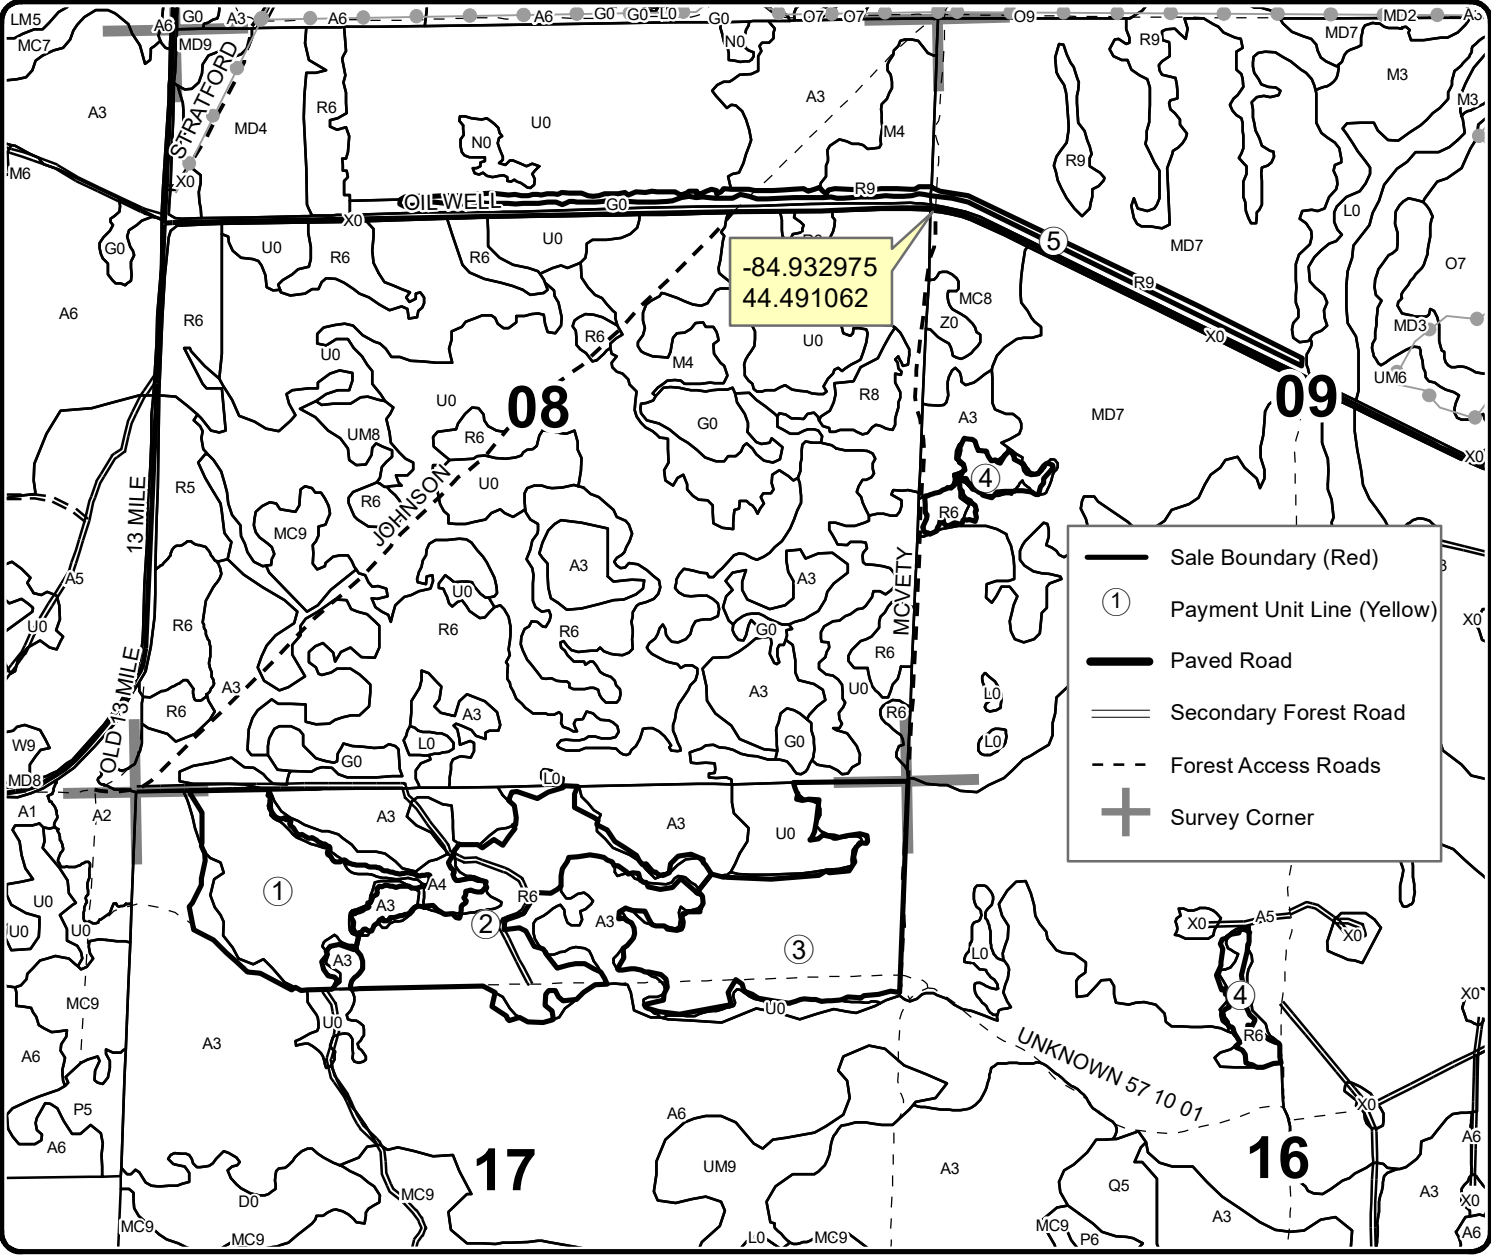 LM5
G0
A3
A6
A6
G0
G0
L0
G0
O7
O7
O9
MD2
A3
A6
MC7
MD9
N0
R9
MD7
STRATFORD
M3
A3
R6
A3
M3
MD4
U0
M4
N0
R9
M6
X0
R9
OIL WELL
G0
L0
X0
5
U0
U0
G0
R6
R6
MD7
-84.932975
44.491062
R9
O7
MC8
A6
R6
Z0
MD3
X0
R6
U0
U0
M4
UM6
R8
U0
08
09
A3
MD7
G0
UM8
R6
X0
4
JOHNSON
U0
R5
R6
R6
13 MILE
MC9
Sale Boundary (Red)
A3
A3
A5
U0
1
Payment Unit Line (Yellow)
MCVETY
X0
U0
R6
R6
R6
G0
R6
Paved Road
OLD 13 MILE
A3
A3
U0
L0
R6
A3
R6
Secondary Forest Road
W9
L0
G0
L0
G0
Forest Access Roads
MD8
L0
A1
A2
A3
A3
U0
Survey Corner
1
A4
R6
U0
A3
A3
X0
A5
U0
U0
2
X0
3
L0
A3
4
MC9
X0
U0
U0
R6
A3
UNKNOWN 57 10 01
A6
P5
A6
X0
A6
A6
17
16
UM9
A3
Q5
MC9
A3
X0
D0
A3
MC9
MC9
L0
MC9
MC9
P6
A6